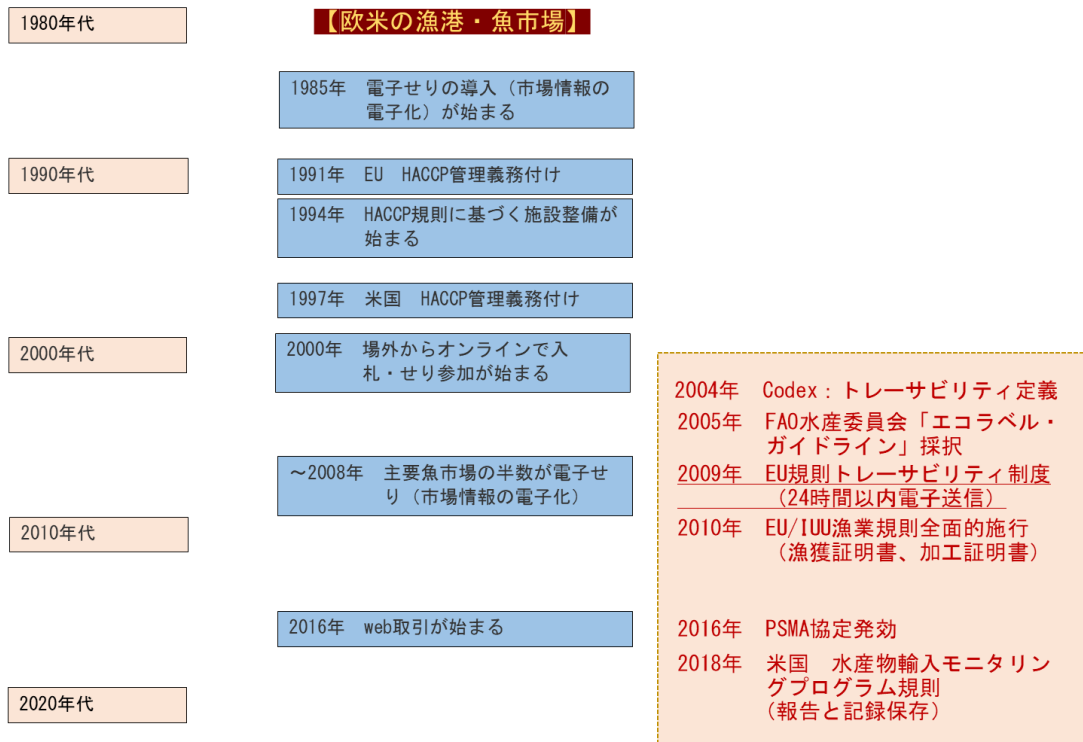 1980年代
【欧米の漁港・魚市場】
1985年 電子せりの導入（市場情報の
電子化）が始まる
1990年代
1991年 EU HACCP管理義務付け
1994年 HACCP規則に基づく施設整備が
始まる
1997年 米国 HACCP管理義務付け
2000年代
2000年 場外からオンラインで入
札・せり参加が始まる
～2008年 主要魚市場の半数が電子せ
り（市場情報の電子化）
2010年代
2016年 web取引が始まる
2020年代
2004年 Codex：トレーサビリティ定義
2005年 FAO水産委員会「エコラベル・
ガイドライン」採択
2009年 EU規則トレーサビリティ制度
（24時間以内電子送信）
2010年 EU/IUU漁業規則全面的施行
（漁獲証明書、加工証明書）
2016年 PSMA協定発効
2018年 米国 水産物輸入モニタリン
グプログラム規則
（報告と記録保存）